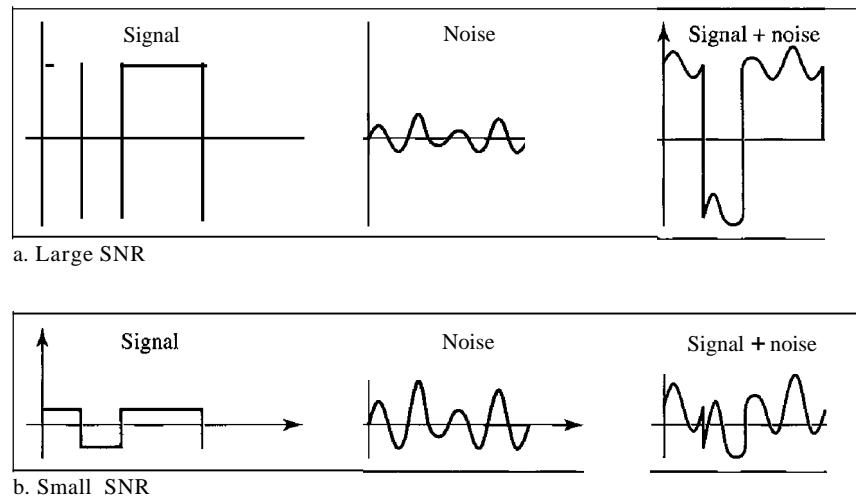 Signal Noise Signal + noise
a. Large SNR
Signal Noise Signal + noise
b. Small SNR